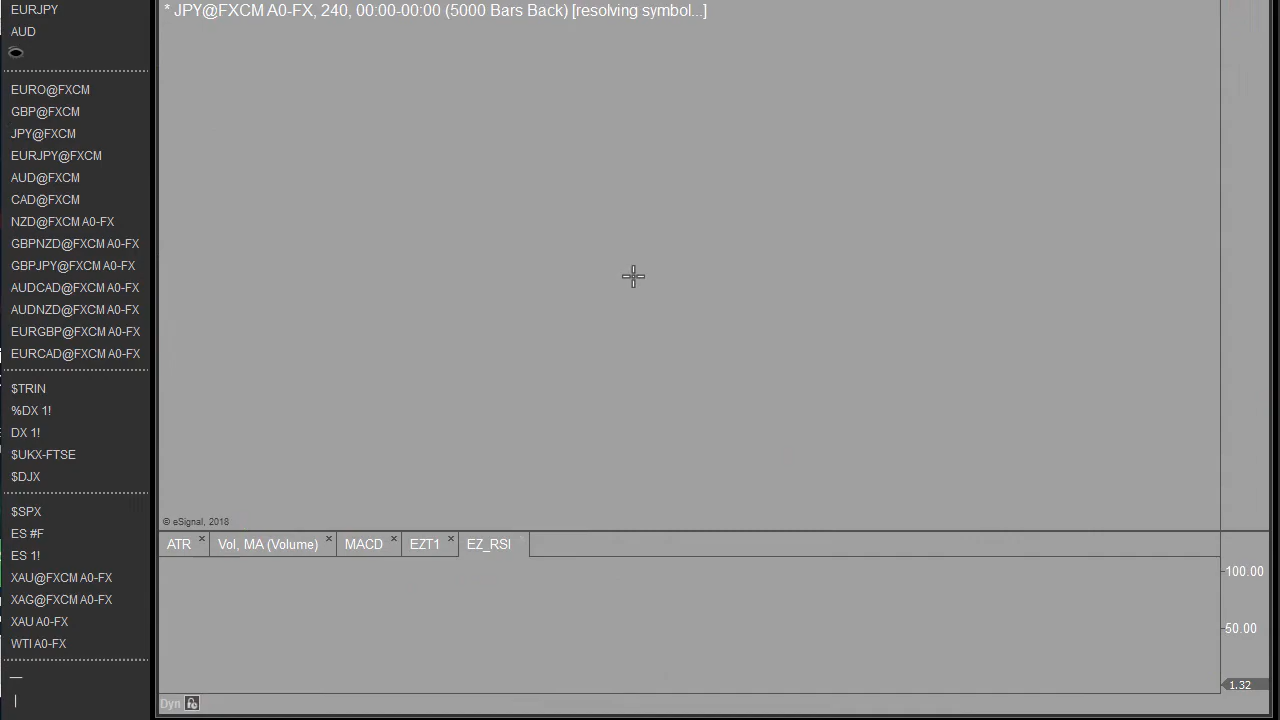 EURJPY
AUD
EURO@FXCM
GBP@FXCM
JPY@FXCM
EURJPY@FXCM
AUD@FXCM
CAD@FXCM
NZD@FXCM A0-FX
GBPNZD@FXCM A0-FX
GBPJPY@FXCM A0-FX
AUDCAD@FXCM A0-FX
AUDNZD@FXCM A0-FX
EURGBP@FXCM A0-FX
EURCAD@FXCM A0-FX
$TRIN
%DX 1!
DX 1!
$UKX-FTSE
$DJX
$SPX
ES #F
ES 1!
XAU@FXCM A0-FX
XAG@FXCM A0-FX
XAU A0-FX
WTI A0-FX
* JPY@FXCM A0-FX, 240, 00:00-00:00 (5000 Bars Back) [resolving symbol...]
© eSignal, 2018
ATR Vol, MA (Volume) MACD EZT1 EZ_RSI
100.00
50.00
1.32
Dyn